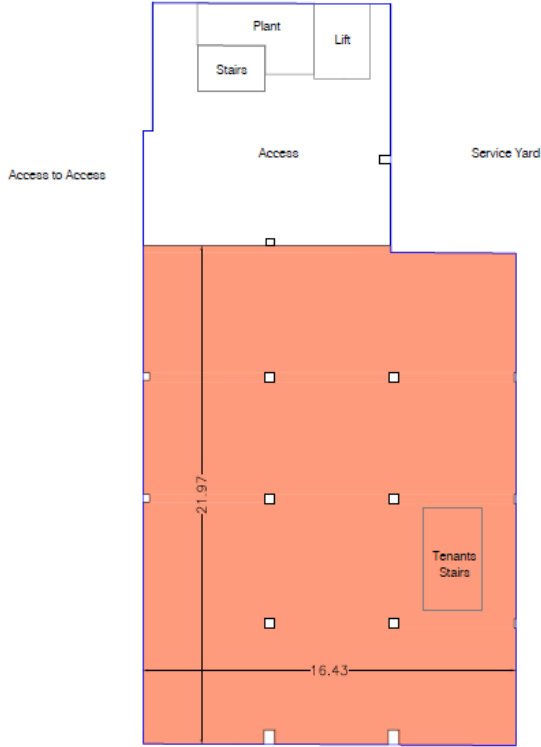 Plant
Lift
Stairs
Access
Service Yard
Access to Access
21.97
Tenants
Stairs
16.43